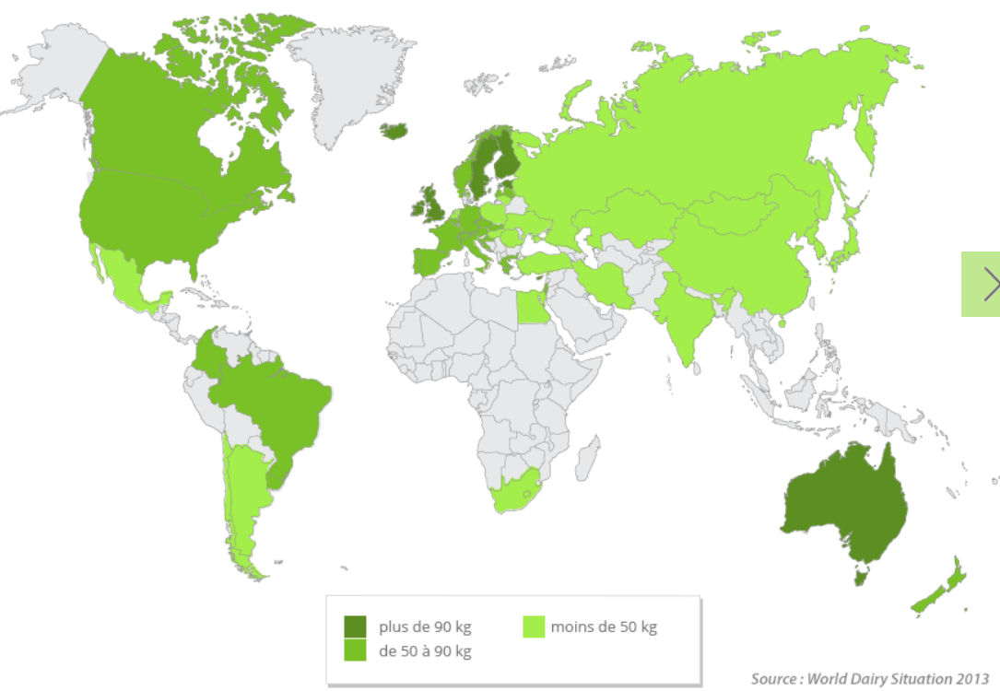 plus de 90 kg
moins de 50 kg
de 50 à 90 kg
Source : World Dairy Situation 2013